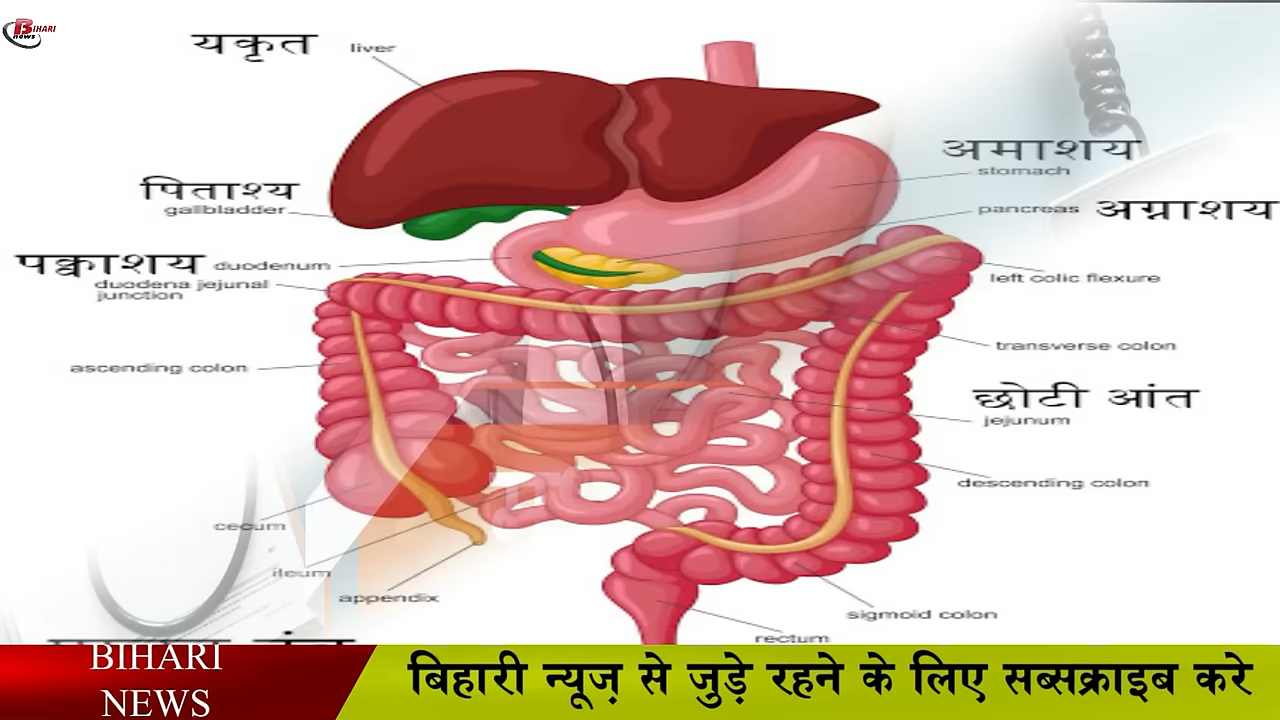 BIHARI
news
यकृत liver
अमाशय
stomach
पिताश्य
gallbladder
pancreas अग्नाशय
पक्काशय duodenum
duodena jejunal
junction
left colic flexure
transverse colon
ascending colon
छोटी आंत
jejunum
descending colon
cecum
ileum
appendix
sigmoid colon
rectum
BIHARI
NEWS
बिहारी न्यूज़ से जुड़े रहने के लिए सब्सक्राइब करे